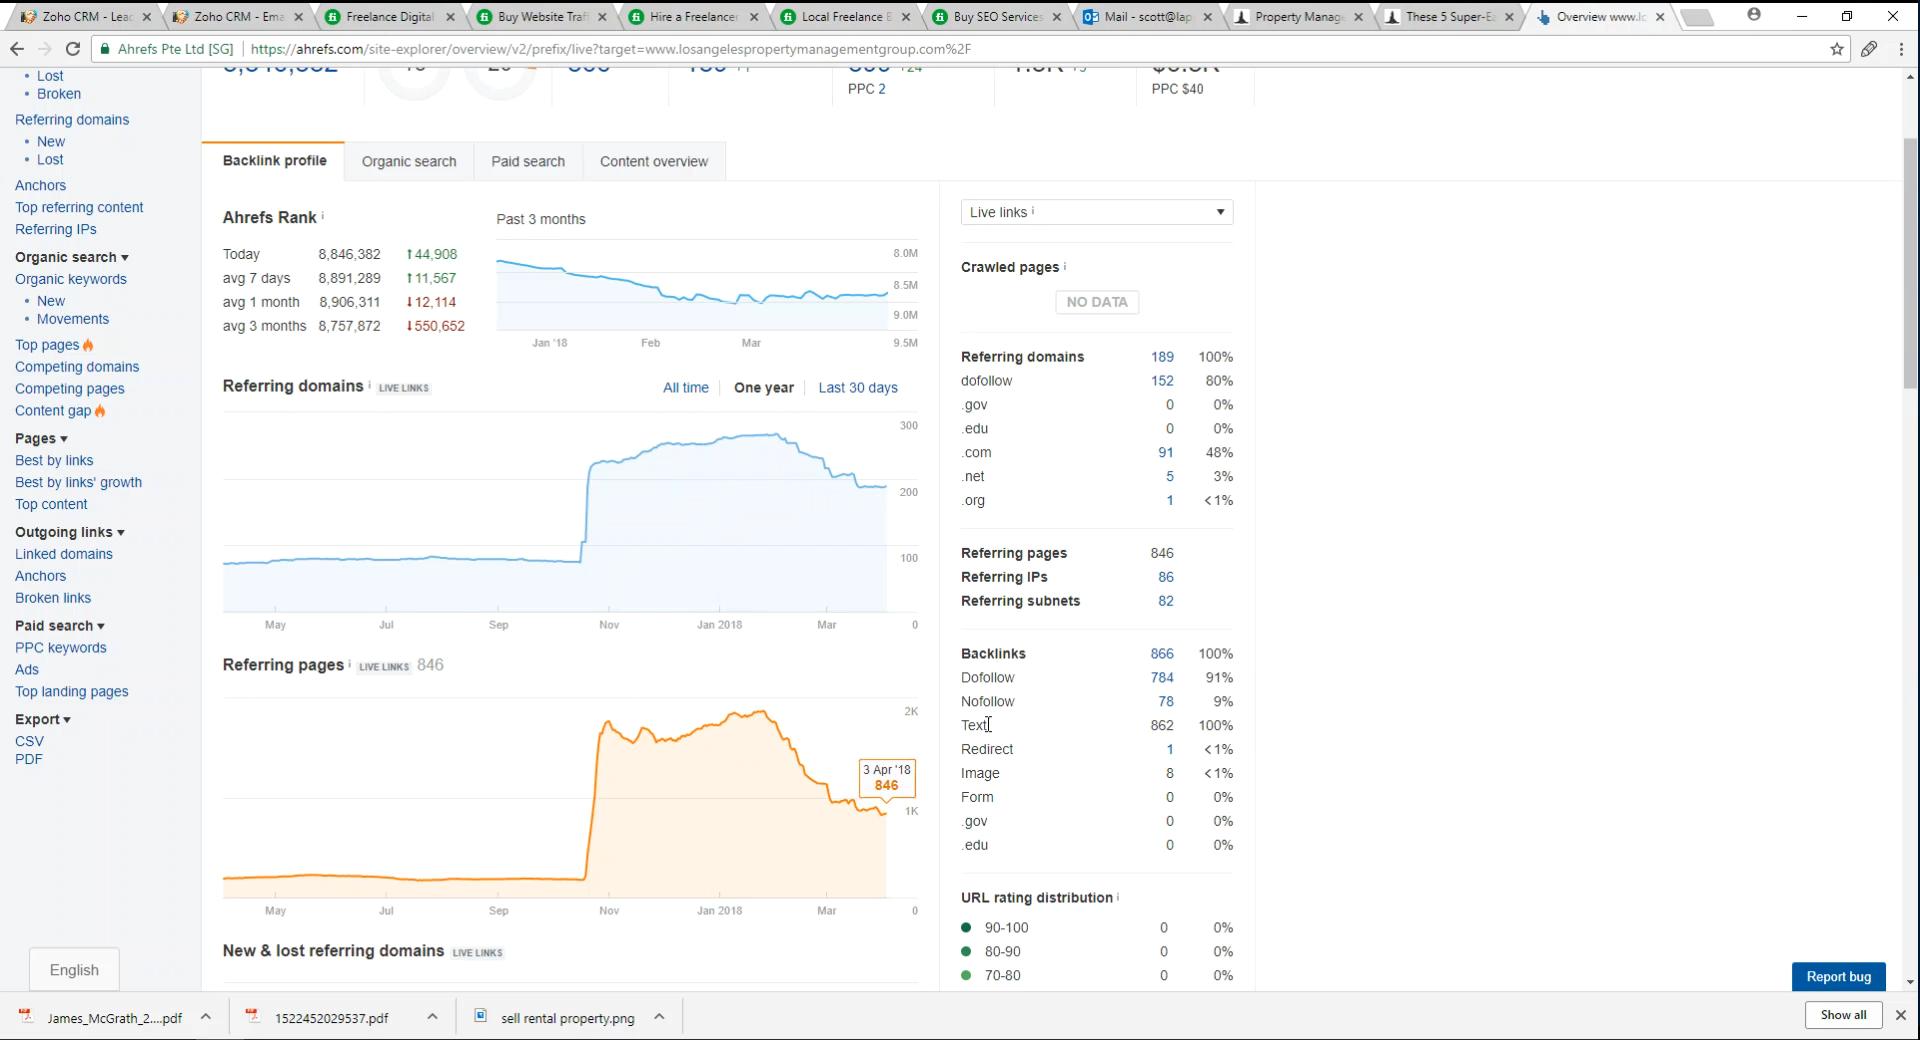 Zoho CRM - Leac
Zoho CRM - Ema
Freelance Digital
Buy Website Traf
Hire a Freelancer
Local Freelance E
Buy SEO Services
Mail - scott@lap
Property Manag
These 5 Super-Ea
Overview www.lo
Ahrefs Pte Ltd [SG]
https://ahrefs.com/site-explorer/overview/v2/prefix/live?target=www.losangelespropertymanagementgroup.com%2F
Lost
Broken
Referring domains
New
Lost
Anchors
Top referring content
Referring IPs
Organic search
Organic keywords
New
Movements
Top pages
Competing domains
Competing pages
Content gap
Pages
Best by links
Best by links' growth
Top content
Outgoing links
Linked domains
Anchors
Broken links
Paid search
PPC keywords
Ads
Top landing pages
Export
CSV
PDF
English
PPC 2
PPC $40
Backlink profile
Organic search
Paid search
Content overview
Ahrefs Rank
Today 8,846,382 44,908
avg 7 days 8,891,289 11,567
avg 1 month 8,906,311 12,114
avg 3 months 8,757,872 550,652
Past 3 months
8.0M
8.5M
9.0M
9.5M
Jan '18 Feb Mar
Referring domains LIVE LINKS
All time One year Last 30 days
300
200
100
0
May Jul Sep Nov Jan 2018 Mar
Referring pages LIVE LINKS 846
2K
3 Apr '18
846
1K
0
May Jul Sep Nov Jan 2018 Mar
New & lost referring domains LIVE LINKS
Live links
Crawled pages
NO DATA
Referring domains 189 100%
dofollow 152 80%
.gov 0 0%
.edu 0 0%
.com 91 48%
.net 5 3%
.org 1 <1%
Referring pages 846
Referring IPs 86
Referring subnets 82
Backlinks 866 100%
Dofollow 784 91%
Nofollow 78 9%
Text 862 100%
Redirect 1 <1%
Image 8 <1%
Form 0 0%
.gov 0 0%
.edu 0 0%
URL rating distribution
90-100 0 0%
80-90 0 0%
70-80 0 0%
Report bug
James_McGrath_2....pdf
1522452029537.pdf
sell rental property.png
Show all